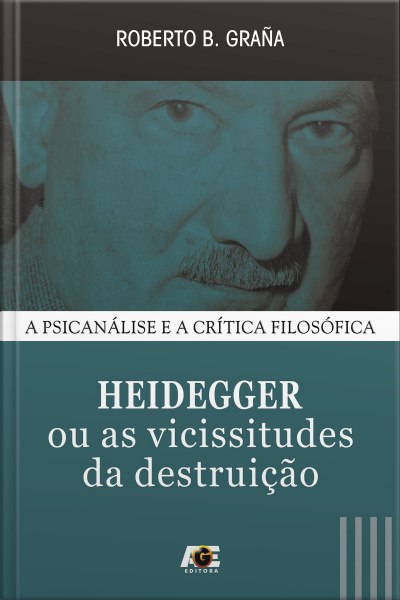 ROBERTO B. GRAÑA
A PSICANÁLISE E A CRÍTICA FILOSÓFICA
HEIDEGGER
ou as vicissitudes
da destruição
AGE
EDITORA